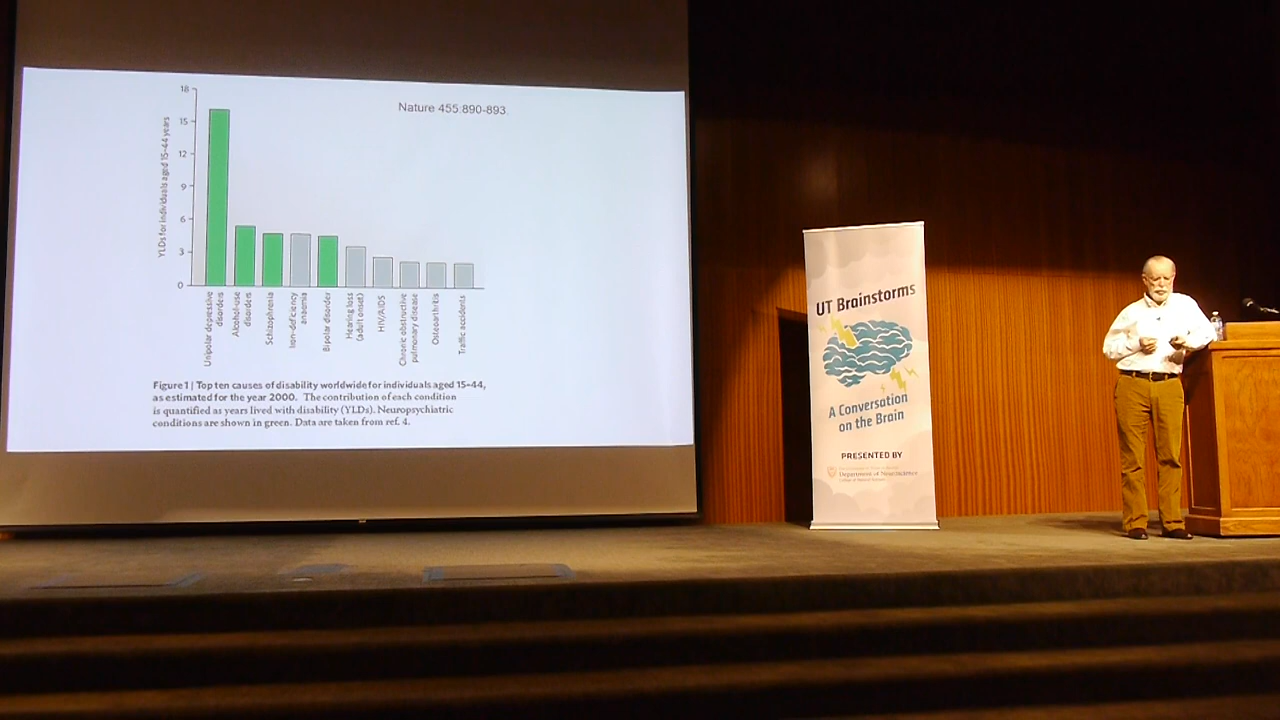 Nature 455:890-893.
YLDs for individuals aged 15–44 years
18
15
12
9
6
3
0
Unipolar depressive
disorders
Alcohol-use
disorders
Schizophrenia
Iron-deficiency
anaemia
Bipolar disorder
Hearing loss
(adult onset)
HIV/AIDS
Chronic obstructive
pulmonary disease
Osteoarthritis
Traffic accidents
Figure 1 | Top ten causes of disability worldwide for individuals aged 15–44,
as estimated for the year 2000. The contribution of each condition
is quantified as years lived with disability (YLDs). Neuropsychiatric
conditions are shown in green. Data are taken from ref. 4.
UT Brainstorms
A Conversation
on the Brain
PRESENTED BY
Department of Neuroscience